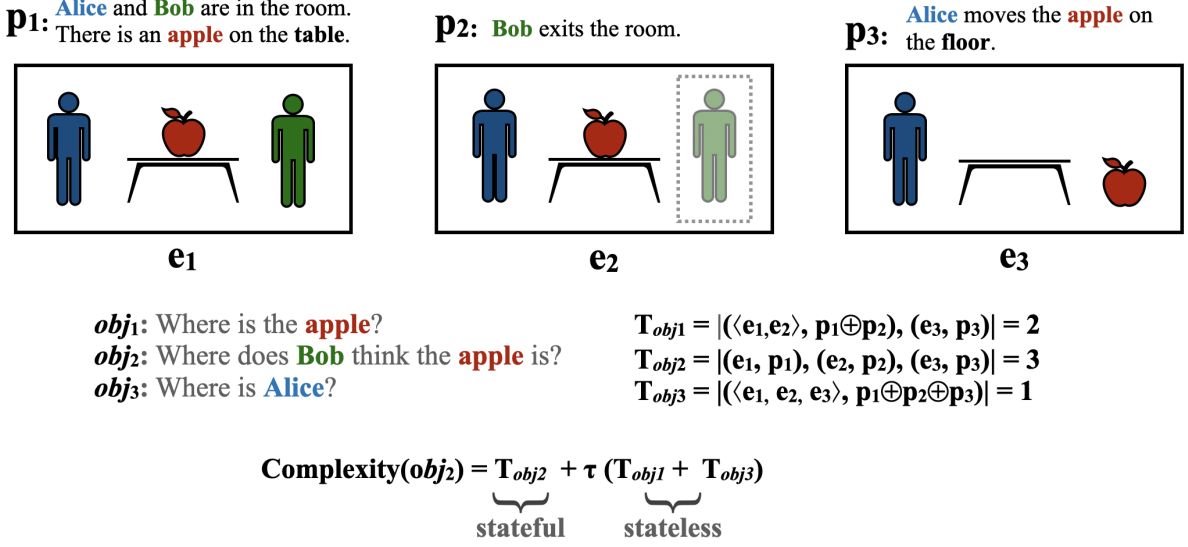 p1: Alice and Bob are in the room.
There is an apple on the table.
p2: Bob exits the room.
p3: Alice moves the apple on
the floor.
e1
e2
e3
obj1: Where is the apple?
obj2: Where does Bob think the apple is?
obj3: Where is Alice?
Tobj1 = |(⟨e1,e2⟩, p1⊕p2), (e3, p3)| = 2
Tobj2 = |(e1, p1), (e2, p2), (e3, p3)| = 3
Tobj3 = |(⟨e1, e2, e3⟩, p1⊕p2⊕p3)| = 1
Complexity(obj2) = Tobj2 + τ (Tobj1 + Tobj3)
stateful
stateless